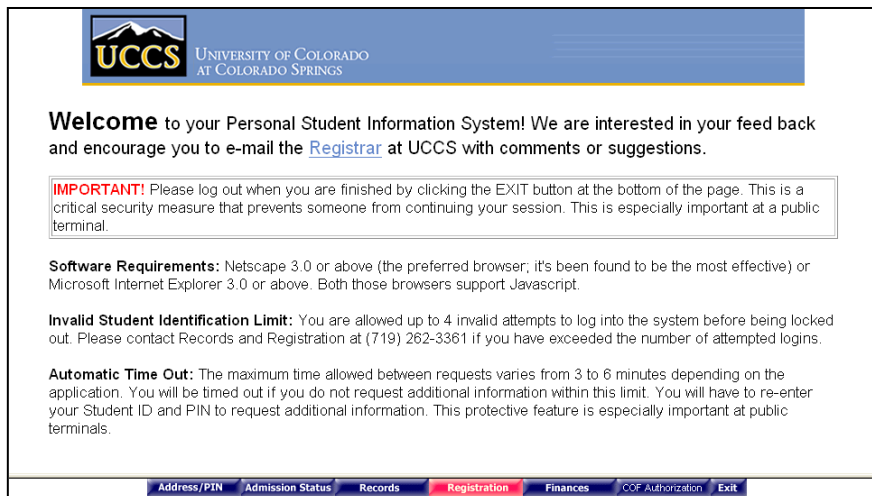 UCCS
UNIVERSITY OF COLORADO
AT COLORADO SPRINGS
Welcome to your Personal Student Information System! We are interested in your feed back
and encourage you to e-mail the Registrar at UCCS with comments or suggestions.
IMPORTANT! Please log out when you are finished by clicking the EXIT button at the bottom of the page. This is a
critical security measure that prevents someone from continuing your session. This is especially important at a public
terminal.
Software Requirements: Netscape 3.0 or above (the preferred browser; it's been found to be the most effective) or
Microsoft Internet Explorer 3.0 or above. Both those browsers support Javascript.
Invalid Student Identification Limit: You are allowed up to 4 invalid attempts to log into the system before being locked
out. Please contact Records and Registration at (719) 262-3361 if you have exceeded the number of attempted logins.
Automatic Time Out: The maximum time allowed between requests varies from 3 to 6 minutes depending on the
application. You will be timed out if you do not request additional information within this limit. You will have to re-enter
your Student ID and PIN to request additional information. This protective feature is especially important at public
terminals.
Address/PIN Admission Status Records Registration Finances COF Authorization Exit